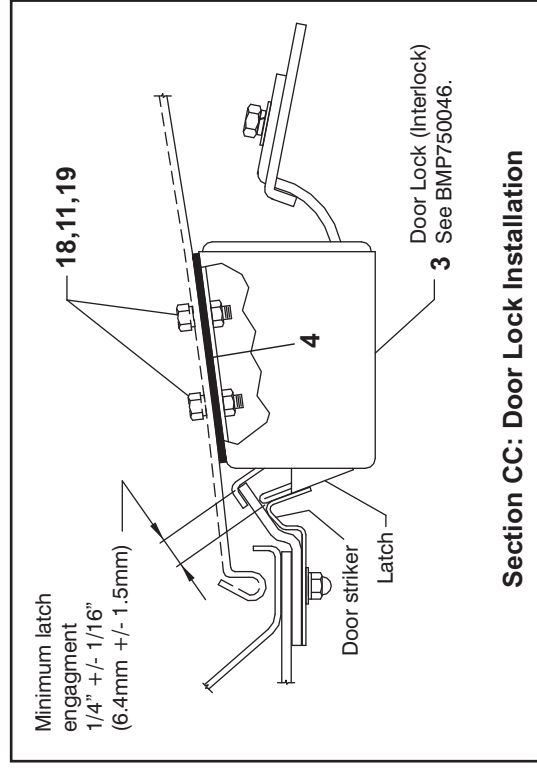 Minimum latch
engagment
1/4" +/- 1/16"
(6.4mm +/- 1.5mm)
18,11,19
4
Door striker
Latch
3
Door Lock (Interlock)
See BMP750046.
Section CC: Door Lock Installation